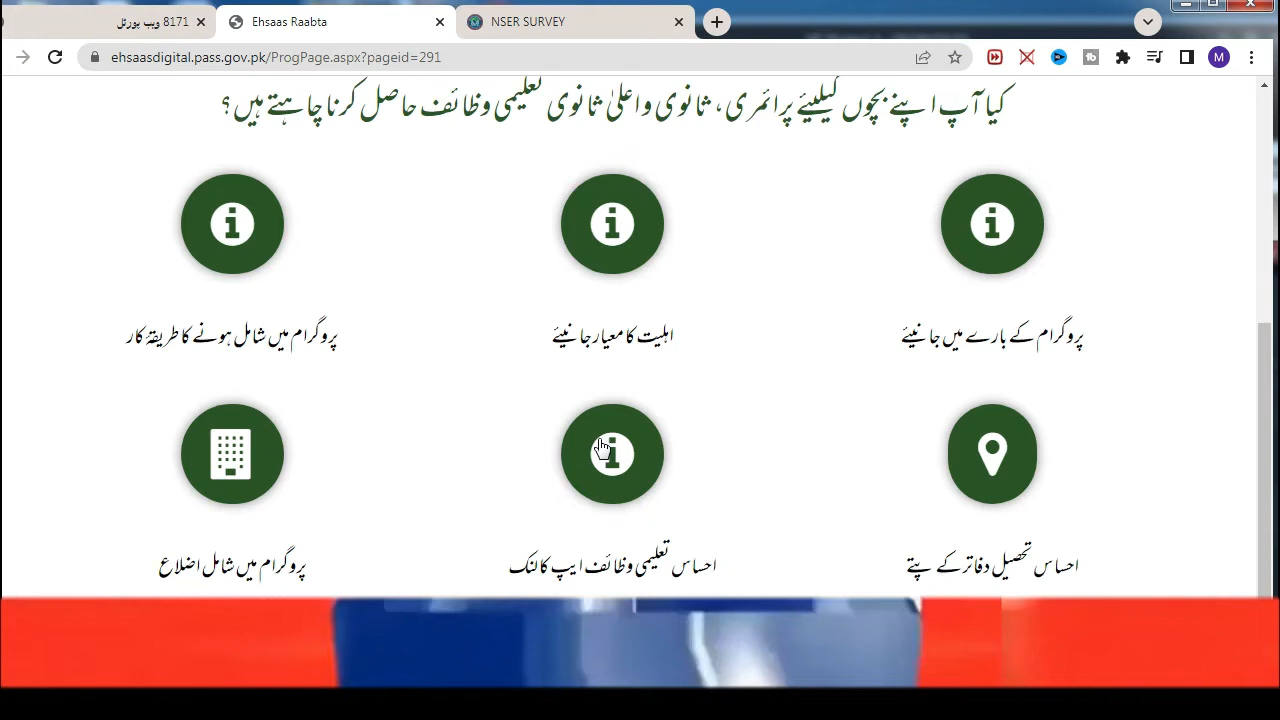 8171 ویب پورٹل
Ehsaas Raabta
NSER SURVEY
ehsaasdigital.pass.gov.pk/ProgPage.aspx?pageid=291
M
کیا آپ اپنے بچوں کیلیئے پرائمری، ثانوی و اعلیٰ ثانوی تعلیمی وظائف حاصل کرنا چاہتے ہیں؟
پروگرام کے بارے میں جانیئے
اہلیت کا معیار جانیئے
پروگرام میں شامل ہونے کا طریقۂ کار
احساس تحصیل دفاتر کے پتے
احساس تعلیمی وظائف ایپ کا لنک
پروگرام میں شامل اضلاع